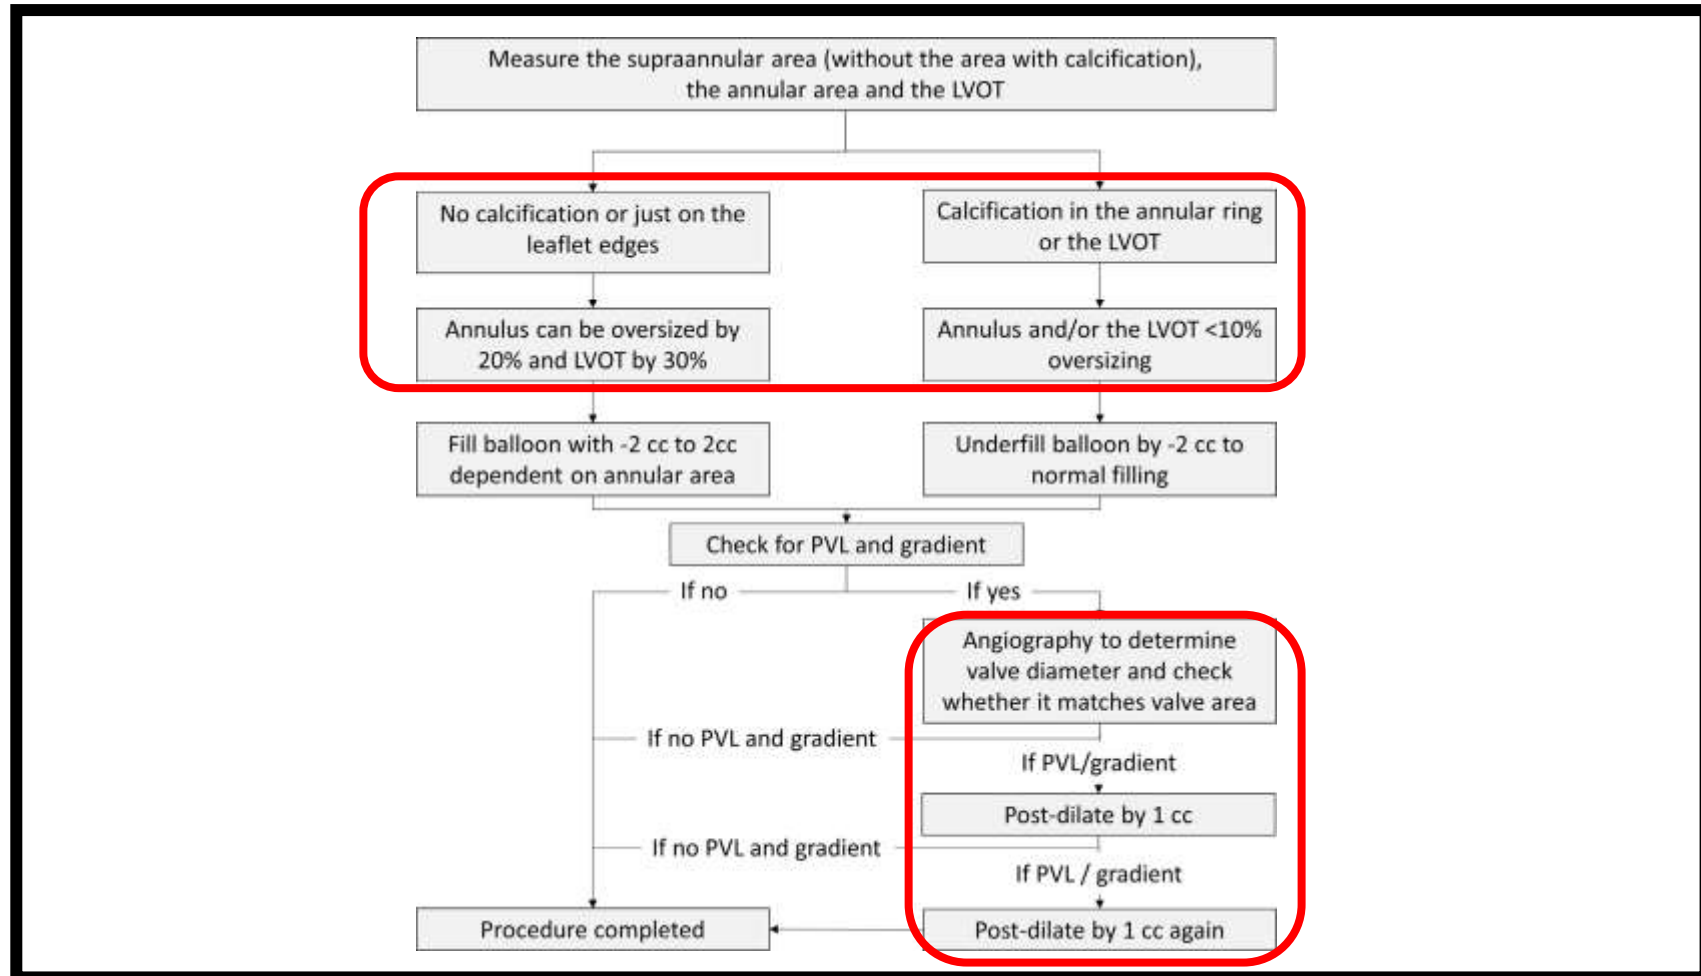 Measure the supraannular area (without the area with calcification),
the annular area and the LVOT
No calcification or just on the
leaflet edges
Calcification in the annular ring
or the LVOT
Annulus can be oversized by
20% and LVOT by 30%
Annulus and/or the LVOT <10%
oversizing
Fill balloon with -2 cc to 2cc
dependent on annular area
Underfill balloon by -2 cc to
normal filling
Check for PVL and gradient
If no
If yes
Angiography to determine
valve diameter and check
whether it matches valve area
If no PVL and gradient
If PVL/gradient
Post-dilate by 1 cc
If no PVL and gradient
If PVL / gradient
Procedure completed
Post-dilate by 1 cc again